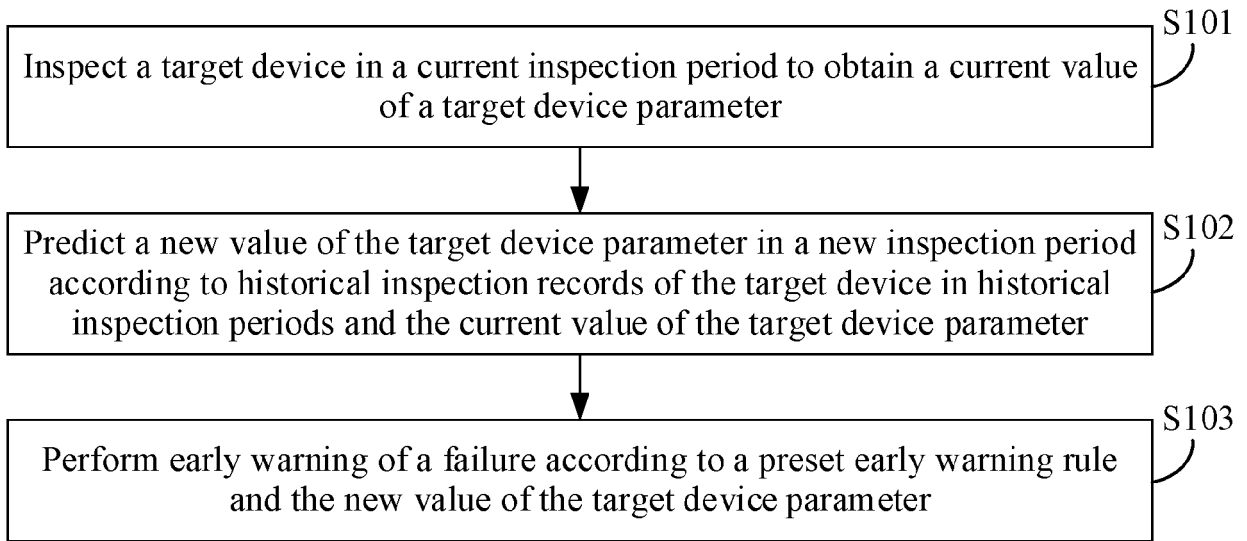 S101
Inspect a target device in a current inspection period to obtain a current value
of a target device parameter
S102
Predict a new value of the target device parameter in a new inspection period
according to historical inspection records of the target device in historical
inspection periods and the current value of the target device parameter
S103
Perform early warning of a failure according to a preset early warning rule
and the new value of the target device parameter